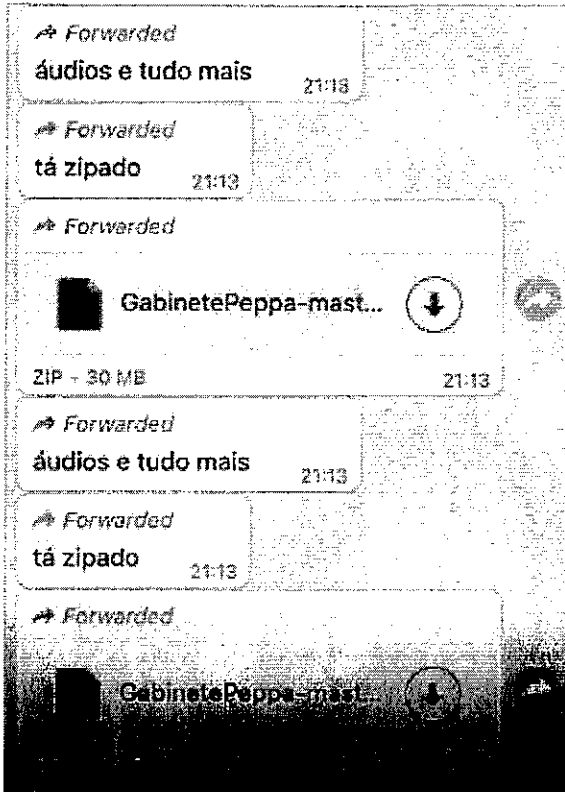 Forwarded
áudios e tudo mais
21:13
Forwarded
tá zipado
21:13
Forwarded
GabinetePeppa-mast...
ZIP - 30 MB
21:13
Forwarded
áudios e tudo mais
21:13
Forwarded
tá zipado
21:13
Forwarded
GabinetePeppa-mast...